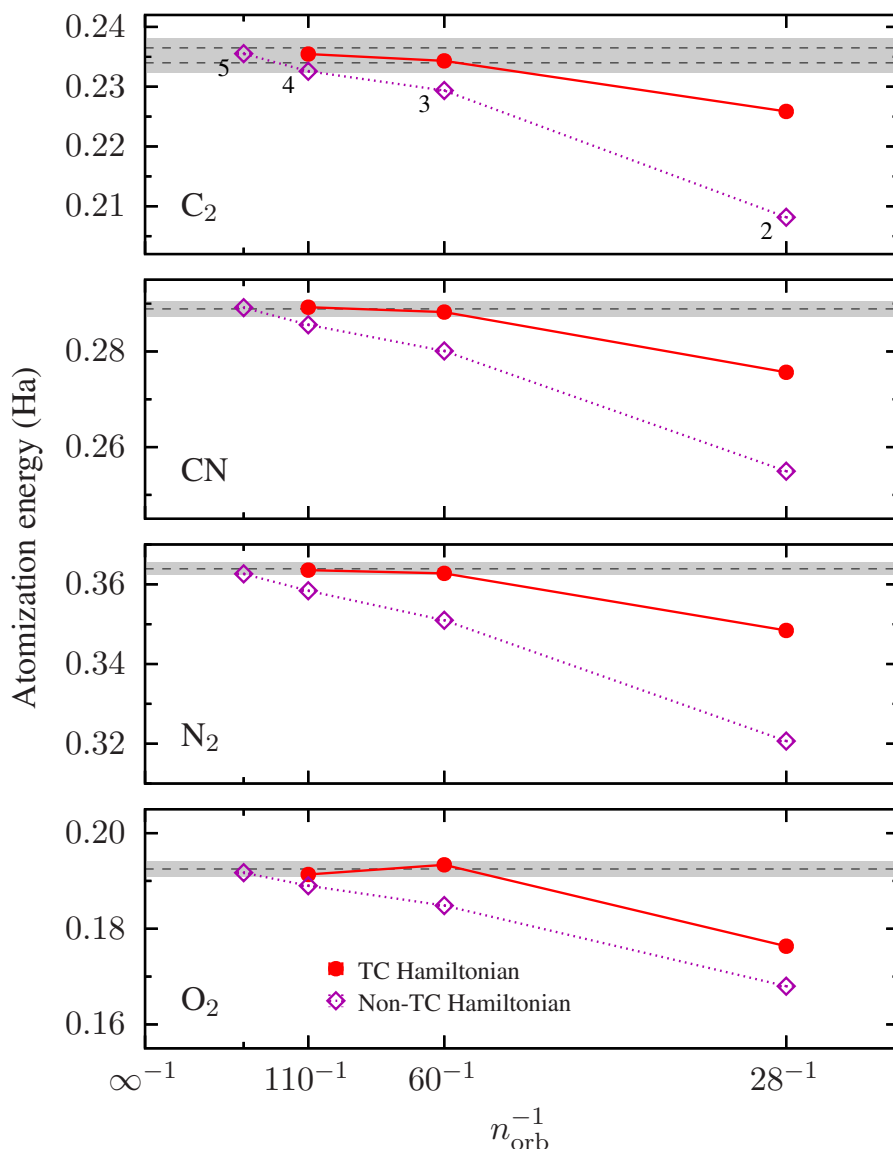 Atomization energy (Ha)
0.24
0.23
0.22
0.21
5
4
3
2
C₂
0.28
0.26
CN
0.36
0.34
0.32
N₂
0.20
0.18
0.16
TC Hamiltonian
Non-TC Hamiltonian
O₂
∞⁻¹ 110⁻¹ 60⁻¹ 28⁻¹
n_orb⁻¹